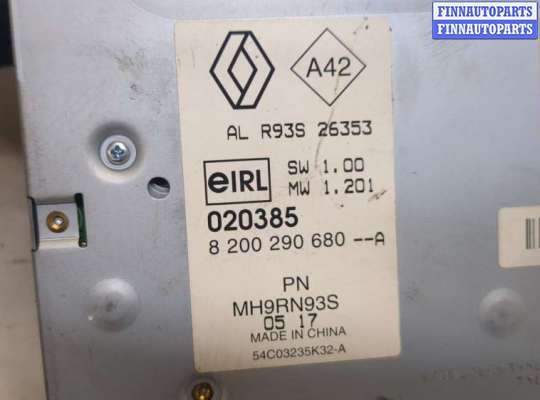 FINNAUTOPARTS
FINNAUTOPARTS
A42
AL R93S 26353
eIRL
SW 1.00
MW 1.201
020385
8 200 290 680 --A
PN
MH9RN93S
05 17
MADE IN CHINA
54C03235K32-A